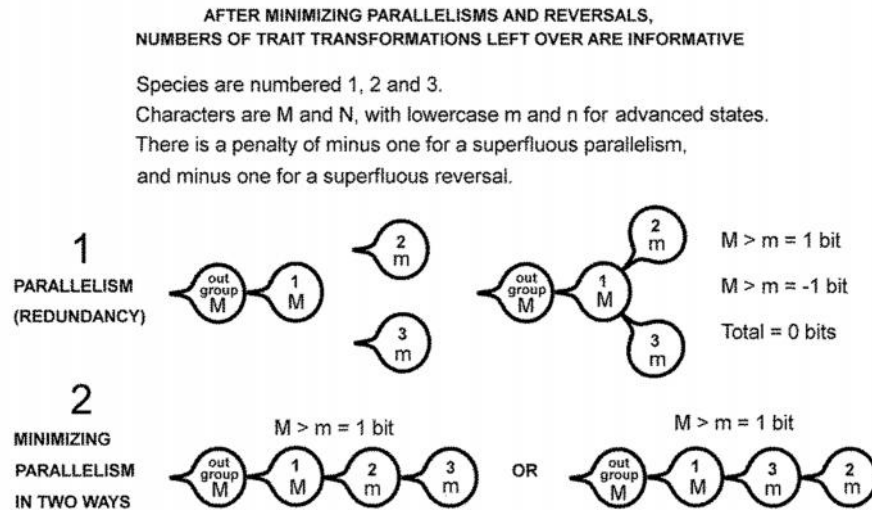 AFTER MINIMIZING PARALLELISMS AND REVERSALS,
NUMBERS OF TRAIT TRANSFORMATIONS LEFT OVER ARE INFORMATIVE
Species are numbered 1, 2 and 3.
Characters are M and N, with lowercase m and n for advanced states.
There is a penalty of minus one for a superfluous parallelism,
and minus one for a superfluous reversal.
1
PARALLELISM
(REDUNDANCY)
out
group
M
1
M
2
m
3
m
out
group
M
1
M
2
m
3
m
M > m = 1 bit
M > m = -1 bit
Total = 0 bits
2
MINIMIZING
PARALLELISM
IN TWO WAYS
M > m = 1 bit
out
group
M
1
M
2
m
3
m
OR
M > m = 1 bit
out
group
M
1
M
3
m
2
m